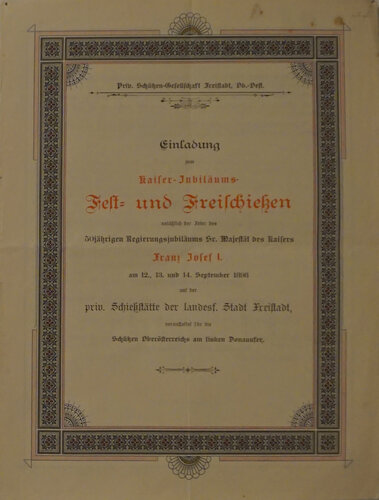 Priv. Schützen-Gesellschaft Freistadt, Ob.-Oest.
Einladung
zum
Kaiser-Jubiläums-
Fest- und Freischießen
anläßlich der Feier des
50jährigen Regierungsjubiläums Sr. Majestät des Kaisers
Franz Josef I.
am 12., 13. und 14. September 1898
auf der
priv. Schießstätte der landesf. Stadt Freistadt,
veranstaltet für die
Schützen Oberösterreichs am linken Donauufer.